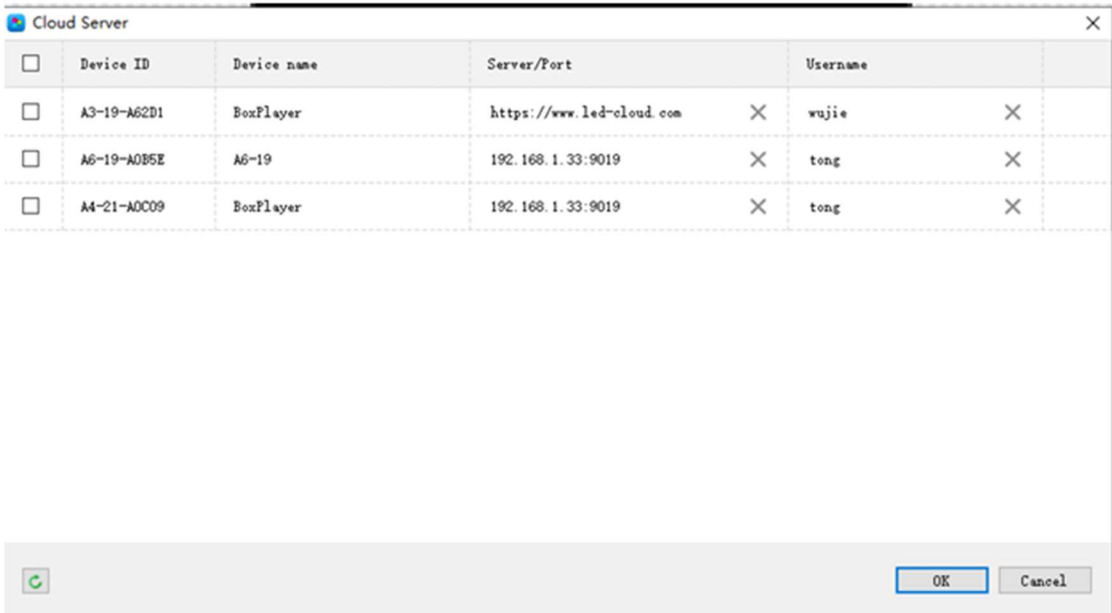 Cloud Server
Device ID Device name Server/Port Username
A3-19-A62D1 BoxPlayer https://www.led-cloud.com wujie
A6-19-A0B5E A6-19 192.168.1.33:9019 tong
A4-21-A0C09 BoxPlayer 192.168.1.33:9019 tong
OK Cancel